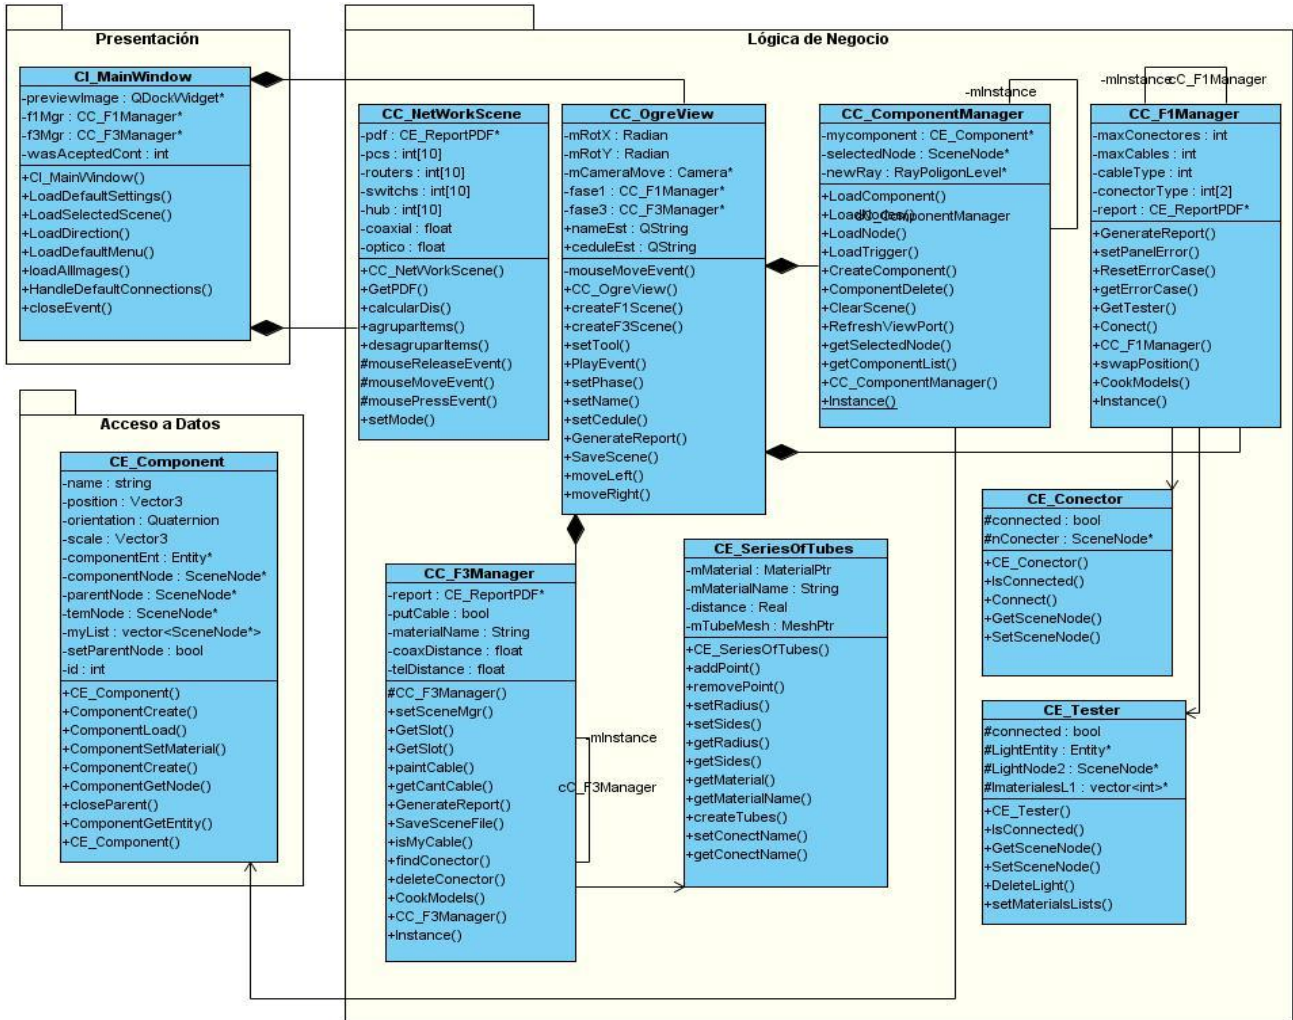 Presentación
CI_MainWindow
-previewImage : QDockWidget*
-f1Mgr : CC_F1Manager*
-f3Mgr : CC_F3Manager*
-wasAceptedCont : int
+CI_MainWindow()
+LoadDefaultSettings()
+LoadSelectedScene()
+LoadDirection()
+LoadDefaultMenu()
+loadAllImages()
+HandleDefaultConnections()
+closeEvent()
Lógica de Negocio
CC_NetWorkScene
-pdf : CE_ReportPDF*
-pcs : int[10]
-routers : int[10]
-switchs : int[10]
-hub : int[10]
-coaxial : float
-optico : float
+CC_NetWorkScene()
+GetPDF()
+calcularDis()
+agruparItems()
+desagruparItems()
#mouseReleaseEvent()
#mouseMoveEvent()
#mousePressEvent()
+setMode()
CC_OgreView
-mRotX : Radian
-mRotY : Radian
-mCameraMove : Camera*
-fase1 : CC_F1Manager*
-fase3 : CC_F3Manager*
+nameEst : QString
+ceduleEst : QString
-mouseMoveEvent()
+CC_OgreView()
+createF1Scene()
+createF3Scene()
+setTool()
+PlayEvent()
+setPhase()
+setName()
+setCedule()
+GenerateReport()
+SaveScene()
+moveLeft()
+moveRight()
-mInstance
CC_ComponentManager
-mycomponent : CE_Component*
-selectedNode : SceneNode*
-newRay : RayPoligonLevel*
+LoadComponent()
+LoadNodes()
cC_ComponentManager
+LoadNode()
+LoadTrigger()
+CreateComponent()
+ComponentDelete()
+ClearScene()
+RefreshViewPort()
+getSelectedNode()
+getComponentList()
+CC_ComponentManager()
+Instance()
-mInstance
cC_F1Manager
CC_F1Manager
-maxConectores : int
-maxCables : int
-cableType : int
-conectorType : int[2]
-report : CE_ReportPDF*
+GenerateReport()
+setPanelError()
+ResetErrorCase()
+getErrorCase()
+GetTester()
+Conect()
+CC_F1Manager()
+swapPosition()
+CookModels()
+Instance()
Acceso a Datos
CE_Component
-name : string
-position : Vector3
-orientation : Quaternion
-scale : Vector3
-componentEnt : Entity*
-componentNode : SceneNode*
-parentNode : SceneNode*
-temNode : SceneNode*
-myList : vector<SceneNode*>
-setParentNode : bool
-id : int
+CE_Component()
+ComponentCreate()
+ComponentLoad()
+ComponentSetMaterial()
+ComponentCreate()
+ComponentGetNode()
+closeParent()
+ComponentGetEntity()
+CE_Component()
CC_F3Manager
-report : CE_ReportPDF*
-putCable : bool
-materialName : String
-coaxDistance : float
-telDistance : float
#CC_F3Manager()
+setSceneMgr()
+GetSlot()
+GetSlot()
+paintCable()
+getCantCable()
+GenerateReport()
+SaveSceneFile()
+isMyCable()
+findConector()
+deleteConector()
+CookModels()
+CC_F3Manager()
+Instance()
-mInstance
cC_F3Manager
CE_SeriesOfTubes
-mMaterial : MaterialPtr
-mMaterialName : String
-distance : Real
-mTubeMesh : MeshPtr
+CE_SeriesOfTubes()
+addPoint()
+removePoint()
+setRadius()
+setSides()
+getRadius()
+getSides()
+getMaterial()
+getMaterialName()
+createTubes()
+setConectName()
+getConectName()
CE_Conector
#connected : bool
#nConecter : SceneNode*
+CE_Conector()
+IsConnected()
+Connect()
+GetSceneNode()
+SetSceneNode()
CE_Tester
#connected : bool
#LightEntity : Entity*
#LightNode2 : SceneNode*
#lmaterialesL1 : vector<int>*
+CE_Tester()
+IsConnected()
+GetSceneNode()
+SetSceneNode()
+DeleteLight()
+setMaterialsLists()